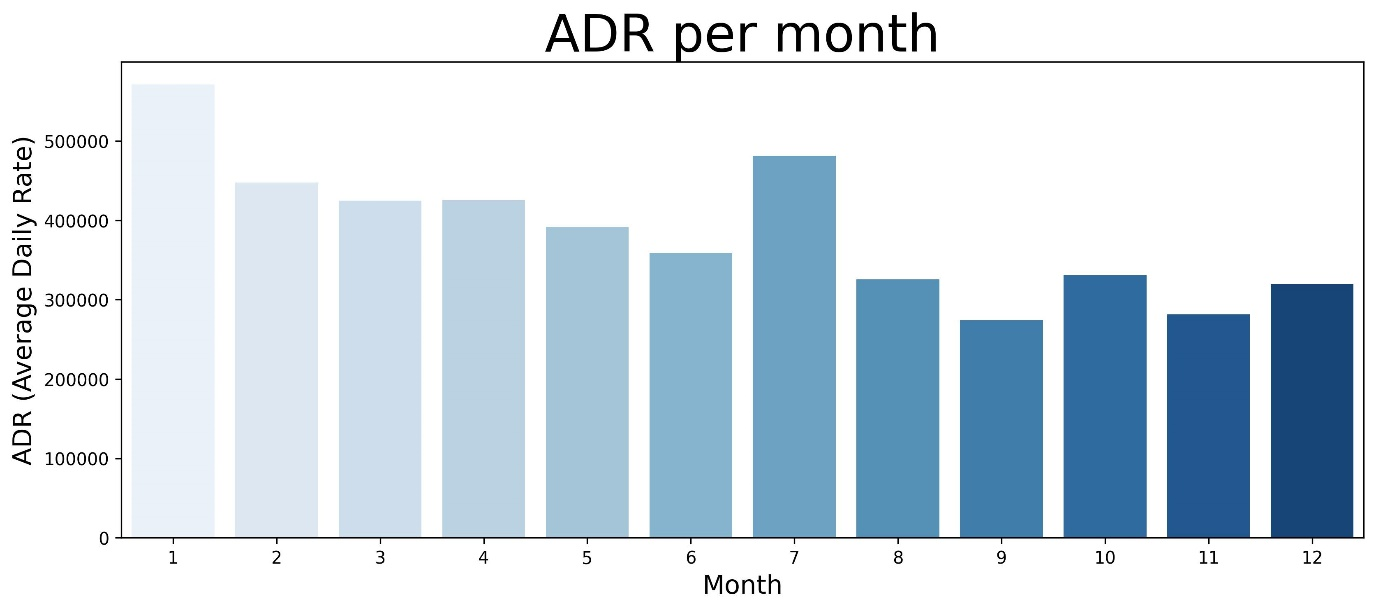 ADR per month
ADR (Average Daily Rate)
500000
400000
300000
200000
100000
0
1 2 3 4 5 6 7 8 9 10 11 12
Month